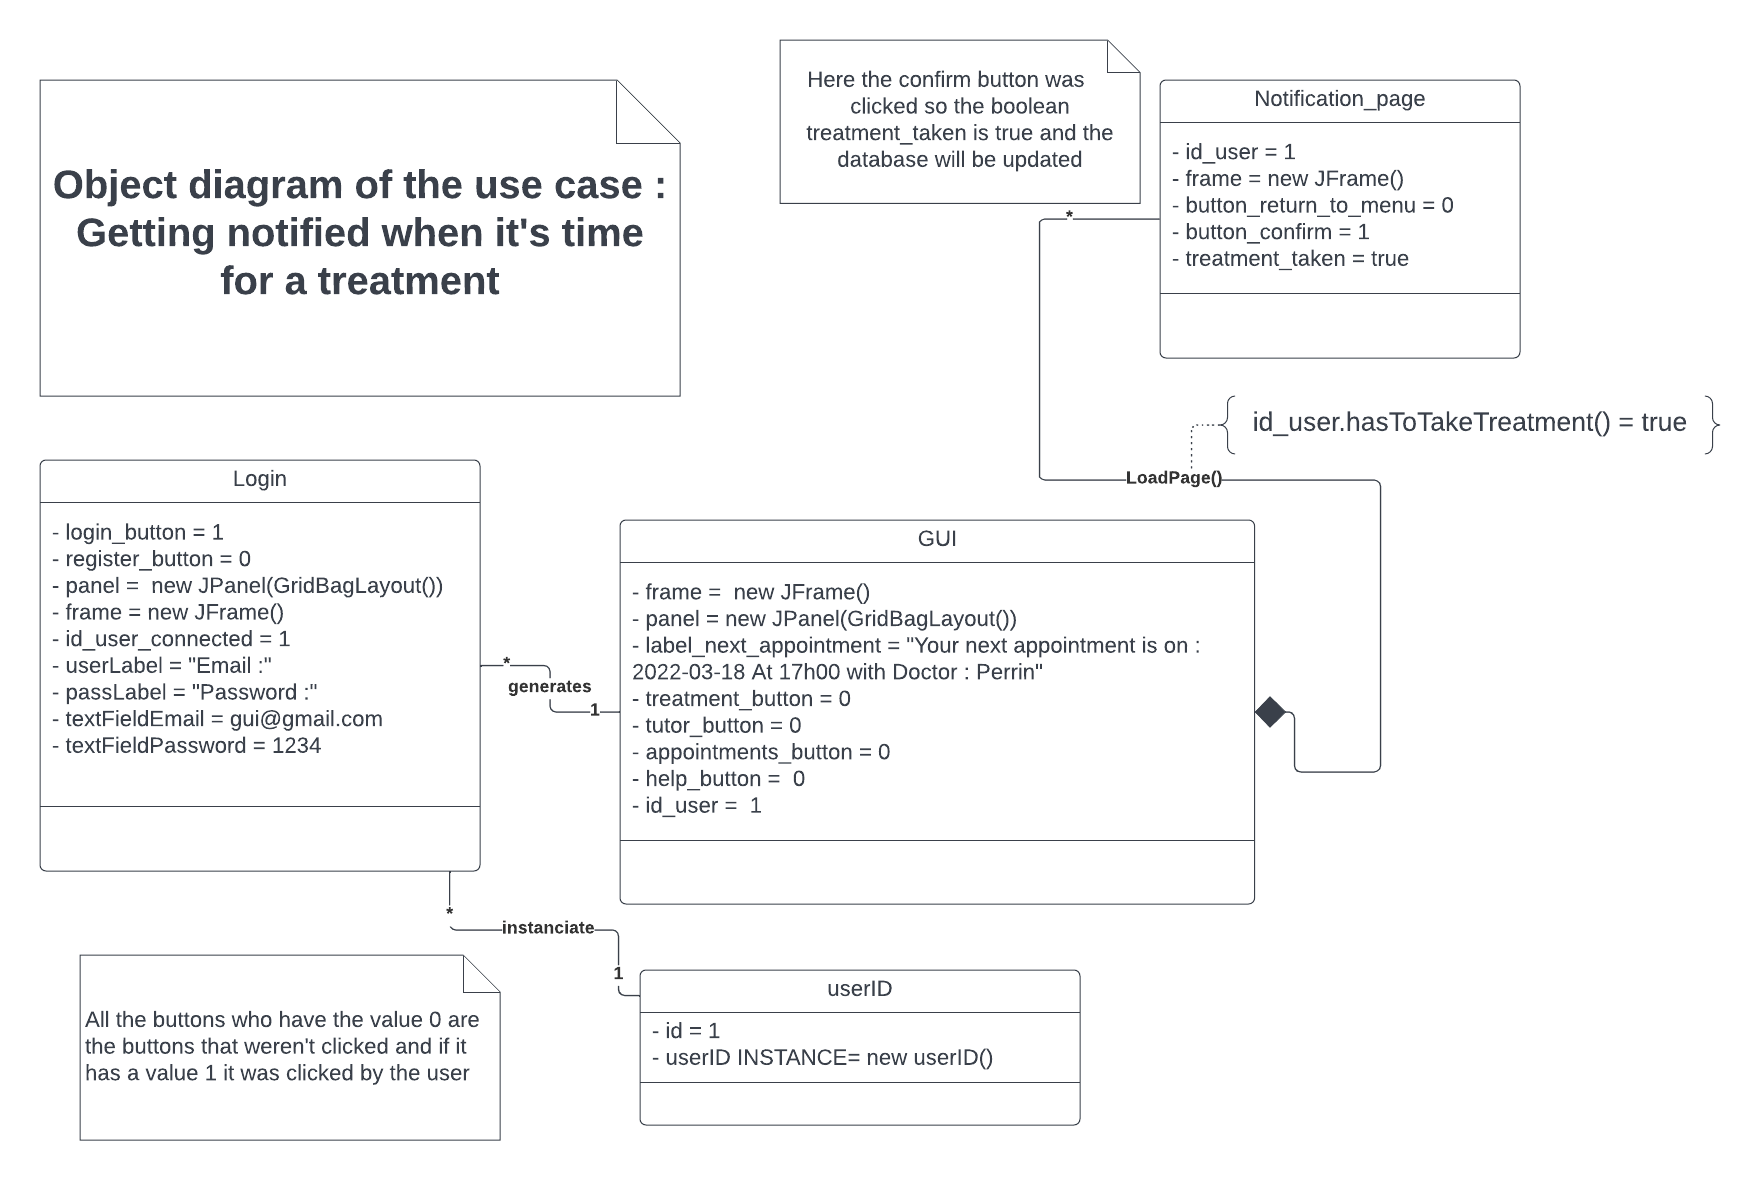 Object diagram of the use case :
Getting notified when it's time
for a treatment
Here the confirm button was
clicked so the boolean
treatment_taken is true and the
database will be updated
Notification_page
- id_user = 1
- frame = new JFrame()
- button_return_to_menu = 0
- button_confirm = 1
- treatment_taken = true
*
id_user.hasToTakeTreatment() = true
LoadPage()
Login
- login_button = 1
- register_button = 0
- panel =  new JPanel(GridBagLayout())
- frame = new JFrame()
- id_user_connected = 1
- userLabel = "Email :"
- passLabel = "Password :"
- textFieldEmail = gui@gmail.com
- textFieldPassword = 1234
*
generates
1
GUI
- frame =  new JFrame()
- panel = new JPanel(GridBagLayout())
- label_next_appointment = "Your next appointment is on :
2022-03-18 At 17h00 with Doctor : Perrin"
- treatment_button = 0
- tutor_button = 0
- appointments_button = 0
- help_button =  0
- id_user =  1
*
instanciate
1
userID
- id = 1
- userID INSTANCE= new userID()
All the buttons who have the value 0 are
the buttons that weren't clicked and if it
has a value 1 it was clicked by the user